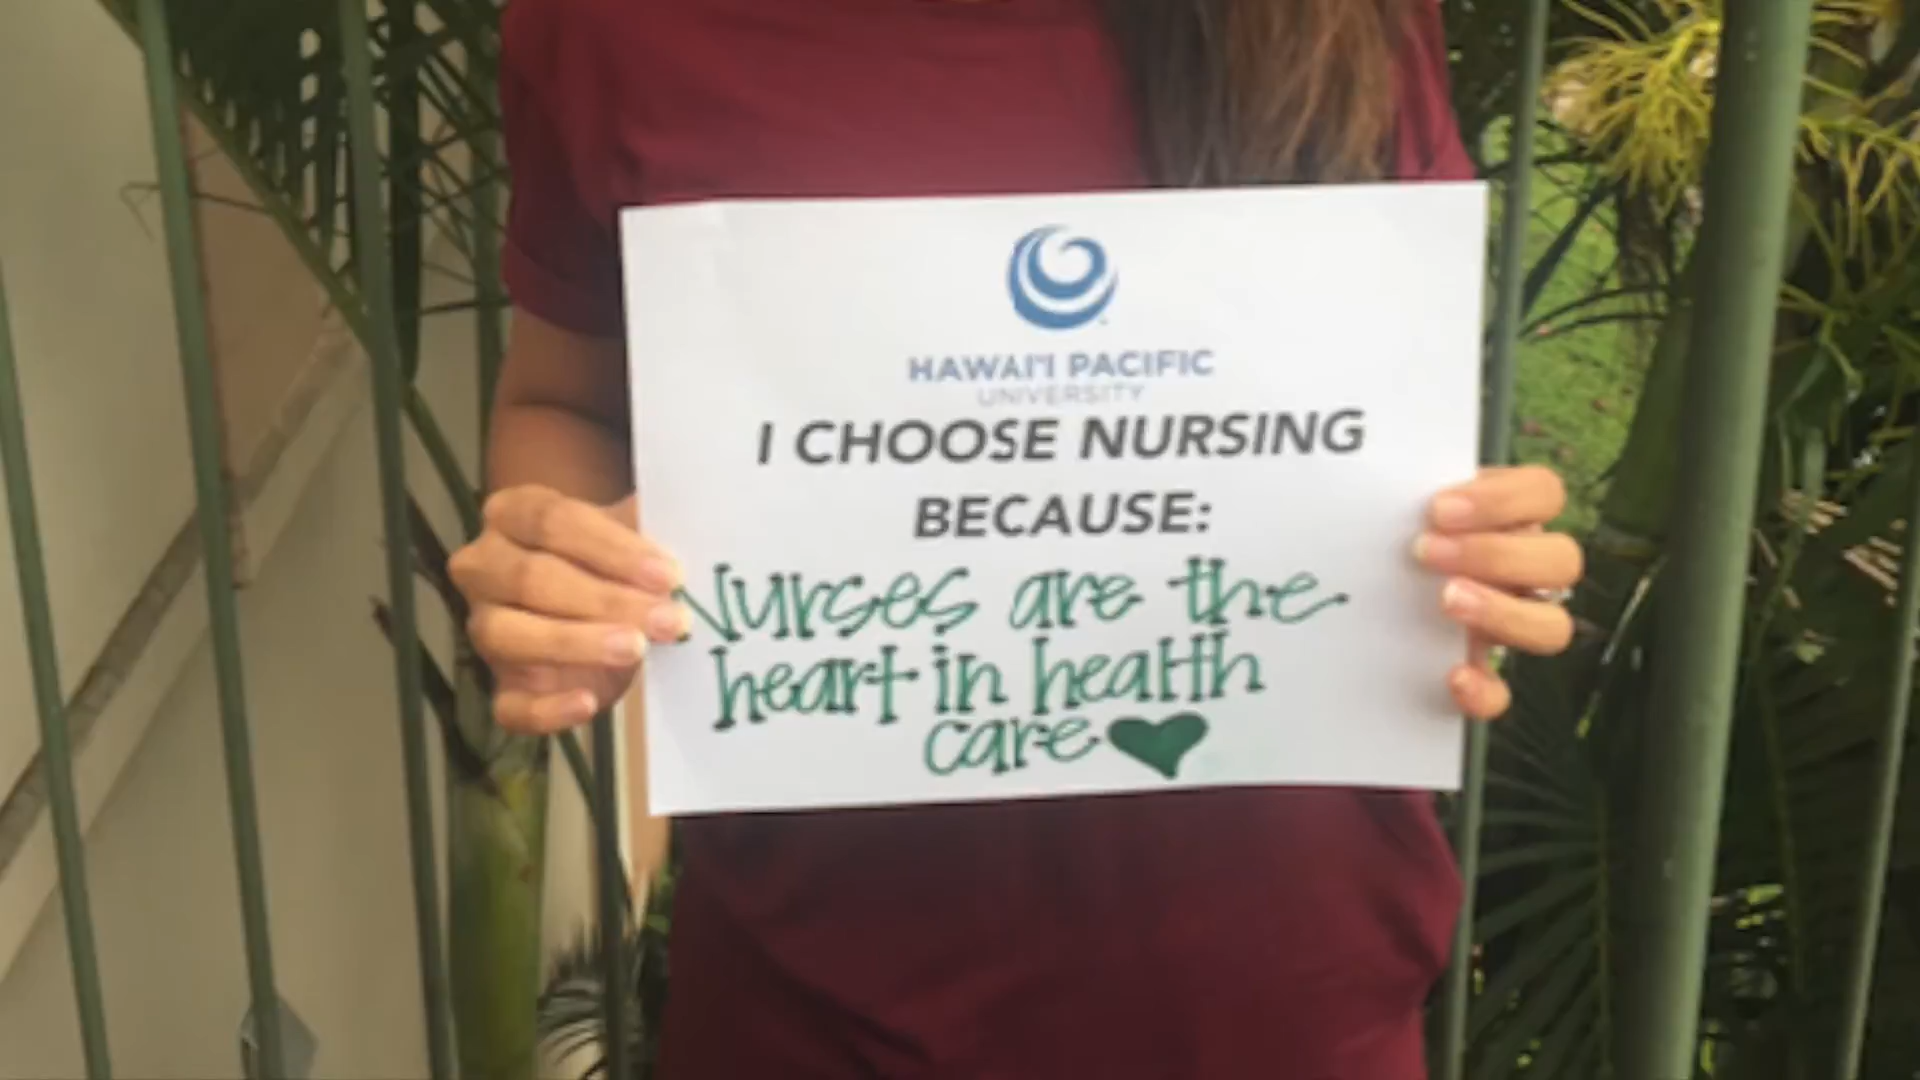 HAWAI'I PACIFIC
UNIVERSITY
I CHOOSE NURSING
BECAUSE:
Nurses are the
heart in health
care